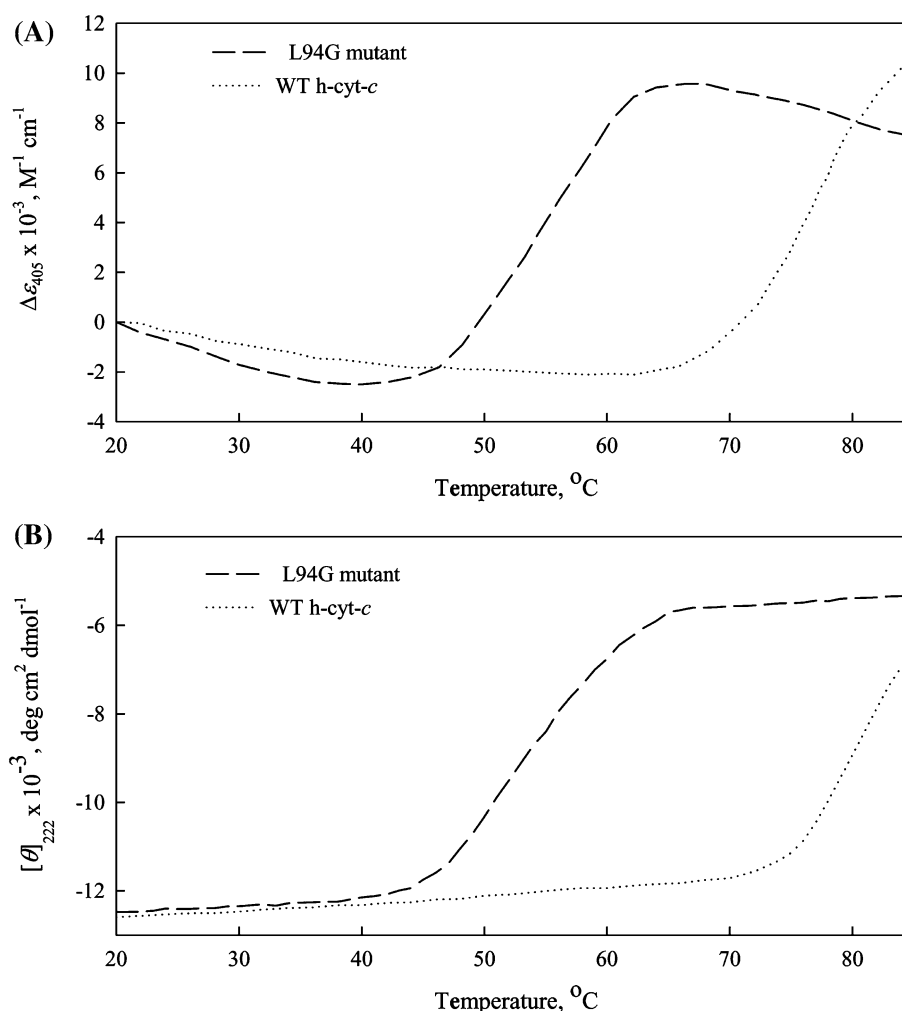 (A)
12
10
8
6
4
2
0
-2
-4
Δε405 x 10-3, M-1 cm-1
L94G mutant
WT h-cyt-c
20 30 40 50 60 70 80
Temperature, oC
(B)
-4
-6
-8
-10
-12
[θ]222 x 10-3, deg cm2 dmol-1
L94G mutant
WT h-cyt-c
20 30 40 50 60 70 80
Temperature, oC